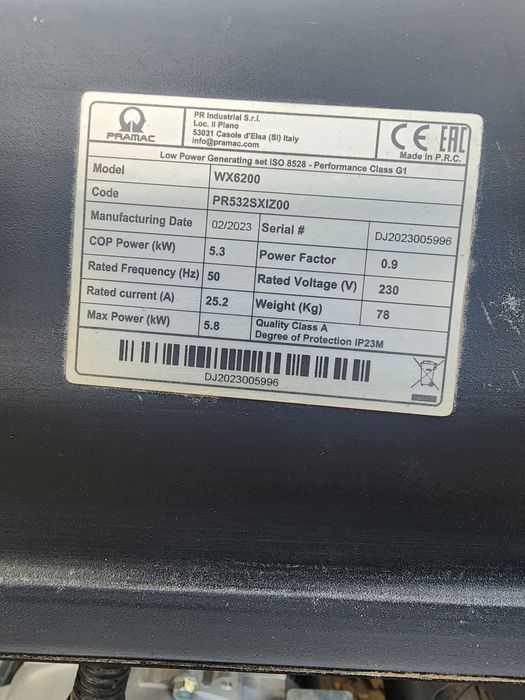 PRAMAC
PR Industrial S.r.l.
Loc. Il Piano
53031 Casole d'Elsa (SI) Italy
info@pramac.com
CE EAC
Made in P.R.C.
Low Power Generating set ISO 8528 - Performance Class G1
Model WX6200
Code PR532SXIZ00
Manufacturing Date 02/2023 Serial # DJ2023005996
COP Power (kW) 5.3 Power Factor 0.9
Rated Frequency (Hz) 50 Rated Voltage (V) 230
Rated current (A) 25.2 Weight (Kg) 78
Max Power (kW) 5.8 Quality Class A
Degree of Protection IP23M
DJ2023005996